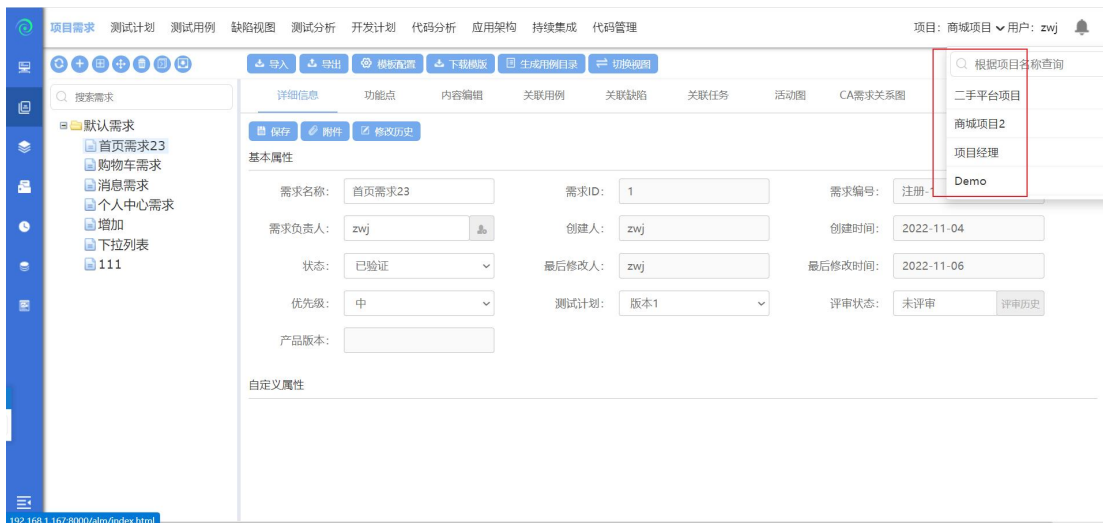 项目需求 测试计划 测试用例 缺陷视图 测试分析 开发计划 代码分析 应用架构 持续集成 代码管理 项目: 商城项目 用户: zwj
导入 导出 模板配置 下载模版 生成用例目录 切换视图
根据项目名称查询
搜索需求
详细信息 功能点 内容编辑 关联用例 关联缺陷 关联任务 活动图 CA需求关系图
二手平台项目
商城项目2
项目经理
Demo
默认需求
首页需求23
购物车需求
消息需求
个人中心需求
增加
下拉列表
111
保存 附件 修改历史
基本属性
需求名称: 首页需求23 需求ID: 1 需求编号: 注册-1
需求负责人: zwj 创建人: zwj 创建时间: 2022-11-04
状态: 已验证 最后修改人: zwj 最后修改时间: 2022-11-06
优先级: 中 测试计划: 版本1 评审状态: 未评审 评审历史
产品版本:
自定义属性
192.168.1.167:8000/alm/index.html